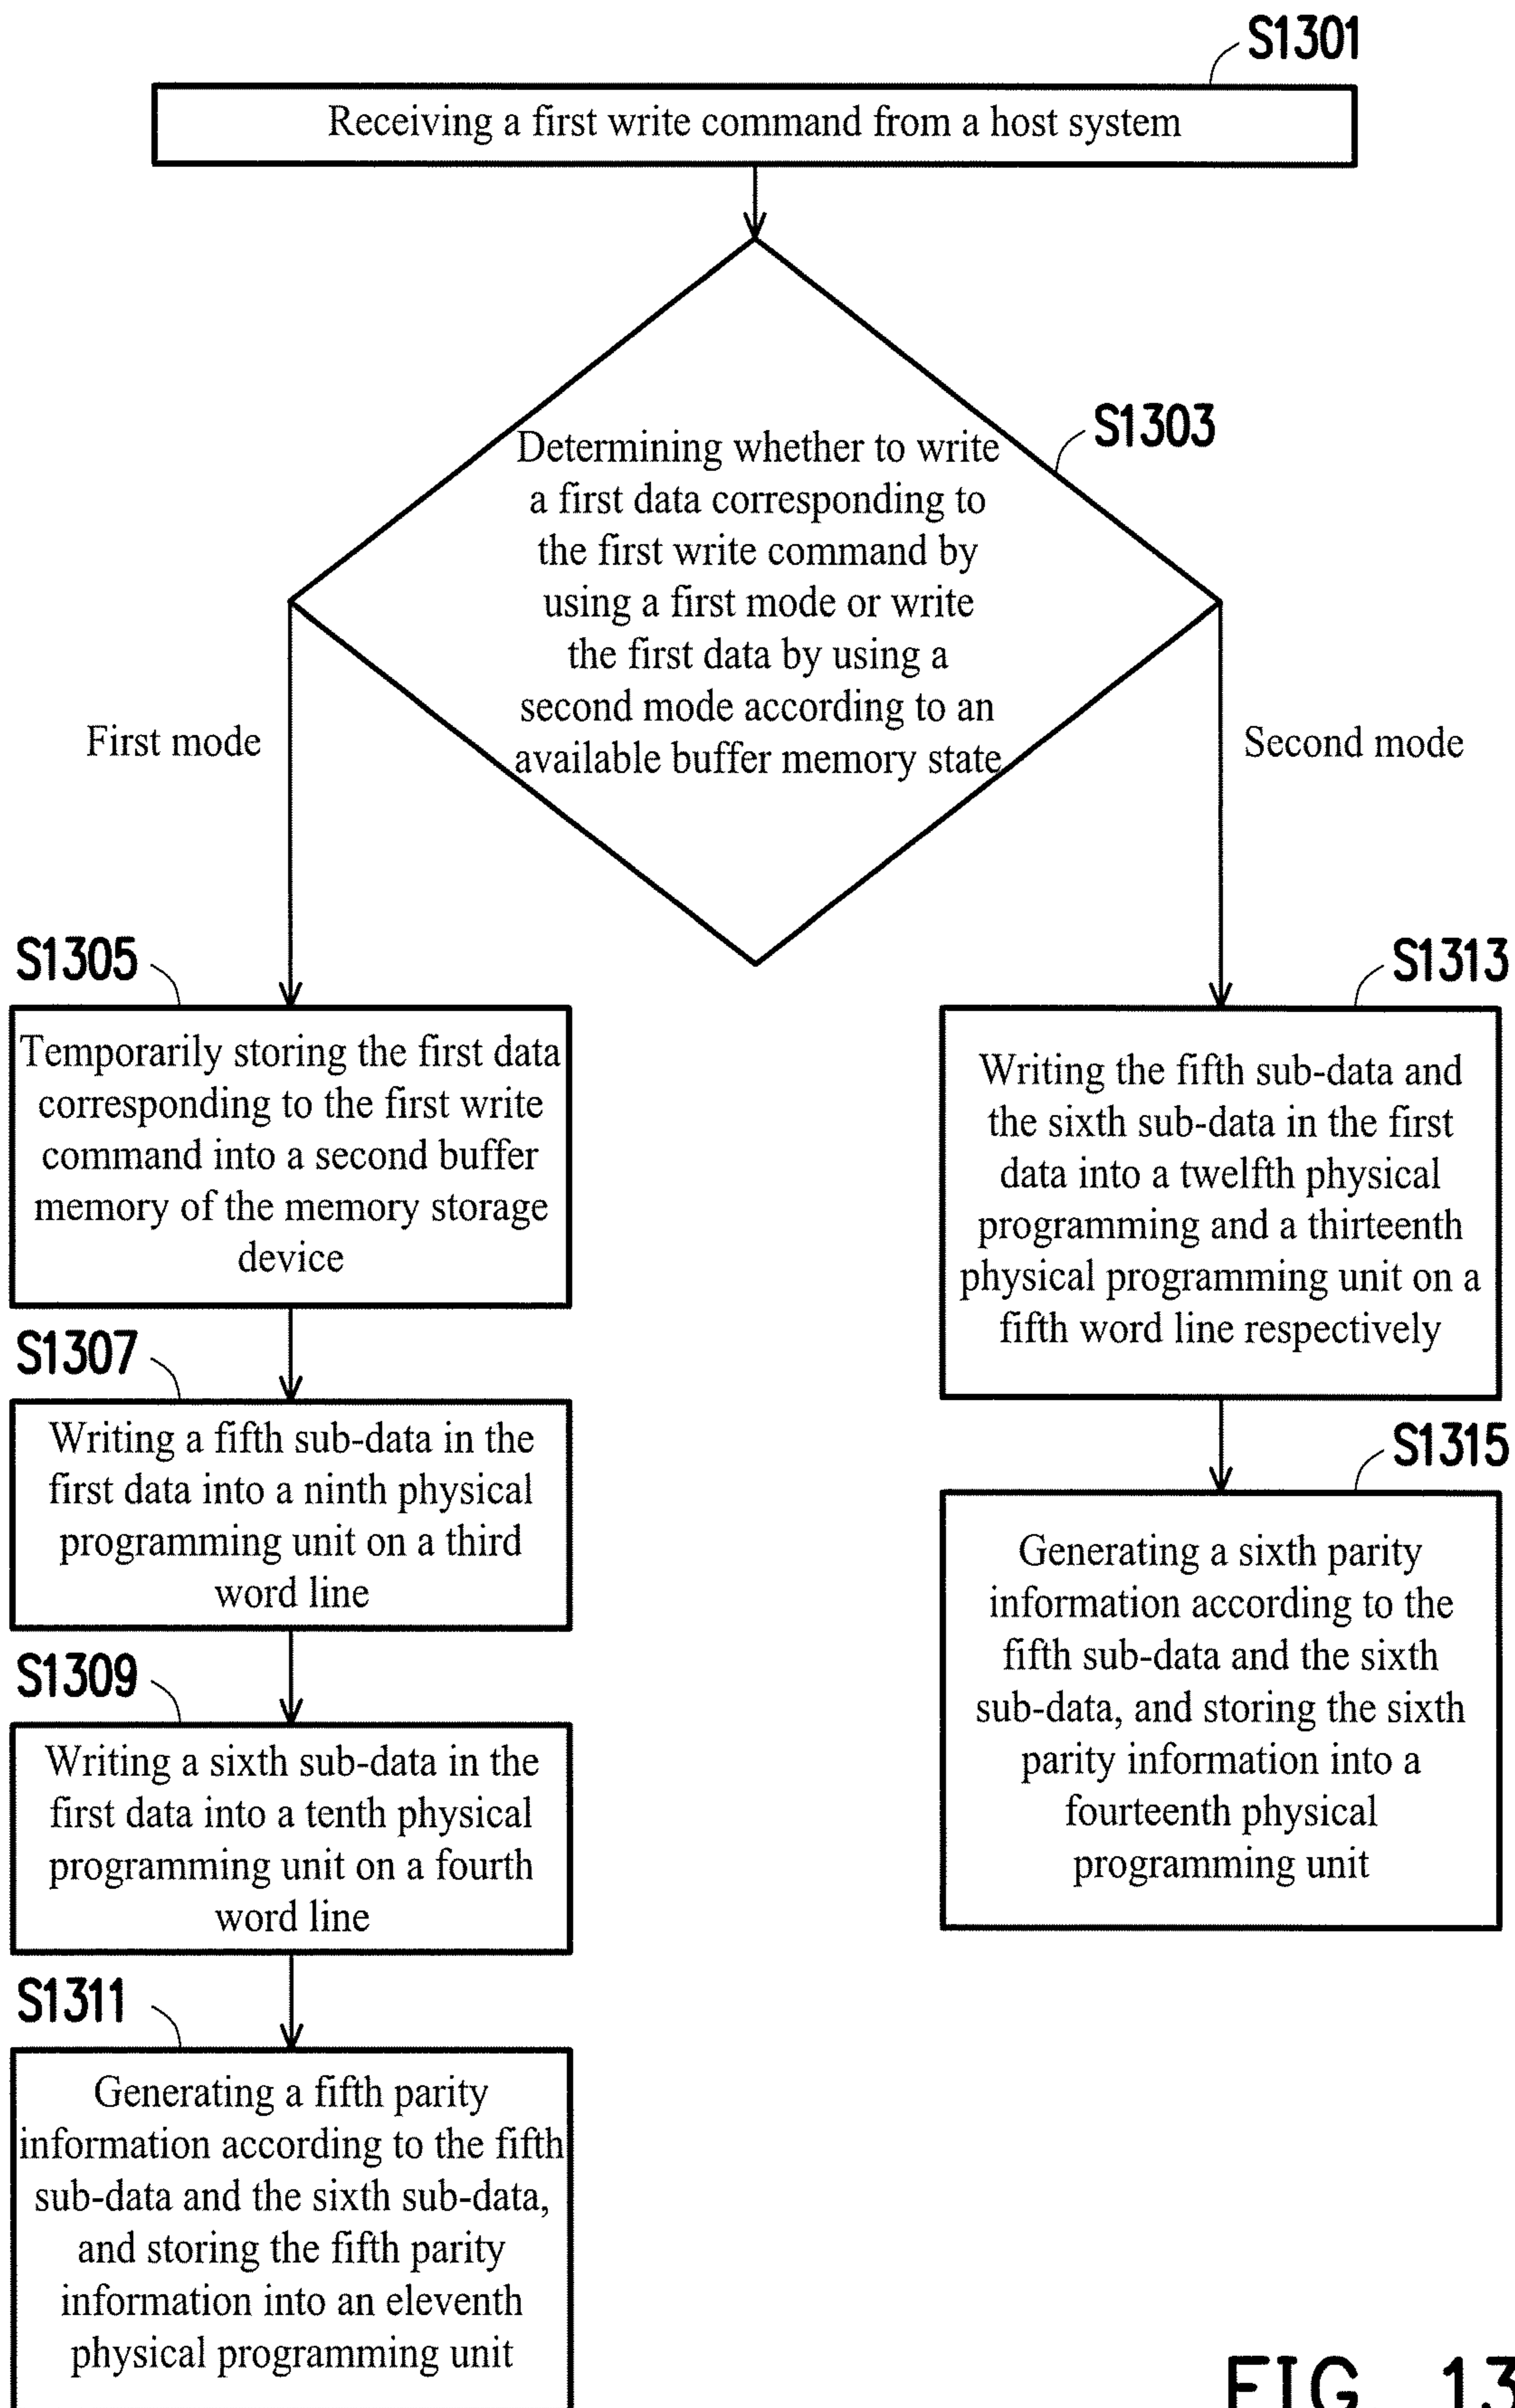 S1301
Receiving a first write command from a host system
S1303
Determining whether to write
a first data corresponding to
the first write command by
using a first mode or write
the first data by using a
second mode according to an
available buffer memory state
First mode
Second mode
S1305
Temporarily storing the first data
corresponding to the first write
command into a second buffer
memory of the memory storage
device
S1307
Writing a fifth sub-data in the
first data into a ninth physical
programming unit on a third
word line
S1309
Writing a sixth sub-data in the
first data into a tenth physical
programming unit on a fourth
word line
S1311
Generating a fifth parity
information according to the fifth
sub-data and the sixth sub-data,
and storing the fifth parity
information into an eleventh
physical programming unit
S1313
Writing the fifth sub-data and
the sixth sub-data in the first
data into a twelfth physical
programming and a thirteenth
physical programming unit on a
fifth word line respectively
S1315
Generating a sixth parity
information according to the
fifth sub-data and the sixth
sub-data, and storing the sixth
parity information into a
fourteenth physical
programming unit
FIG. 13